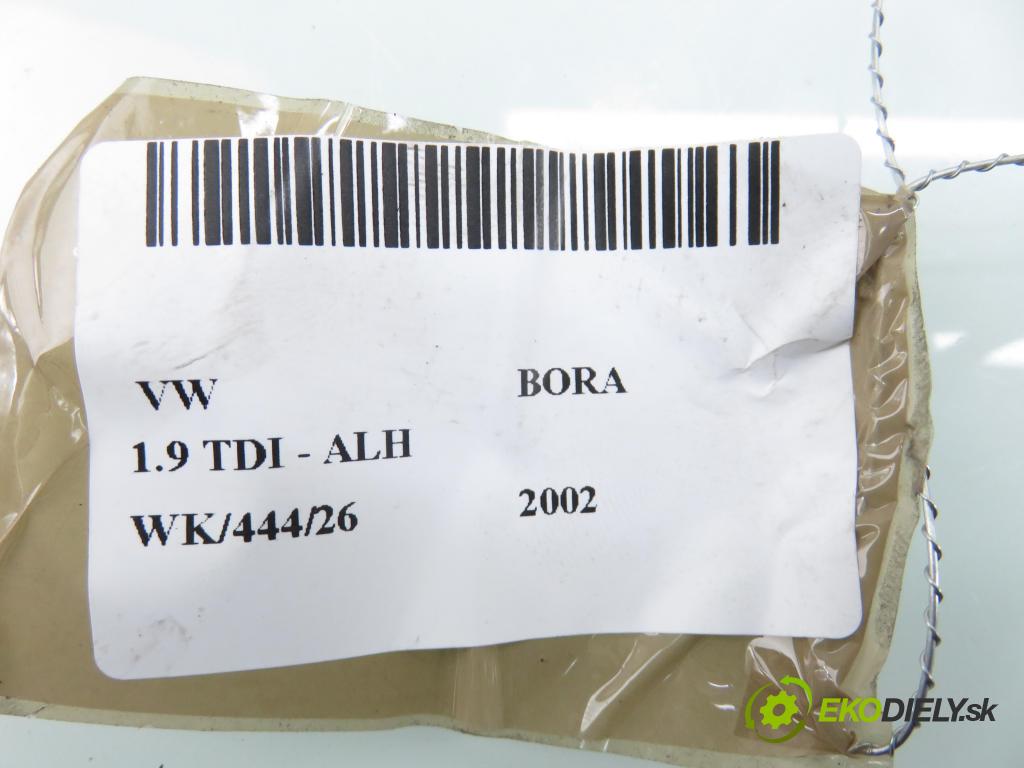 VW BORA
1.9 TDI - ALH
WK/444/26 2002
EKODIELY.sk